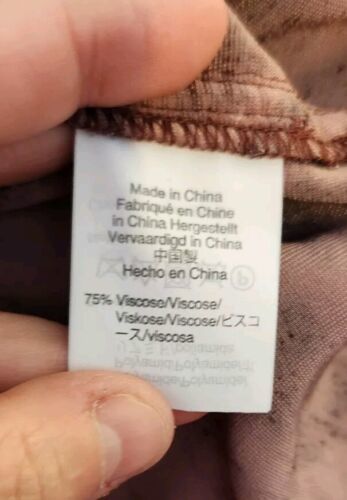 Made in China
Fabriqué en Chine
in China Hergestellt
Vervaardigd in China
中国製
Hecho en China
75% Viscose/Viscose/
Viskose/Viscose/ビスコ
ース/viscosa